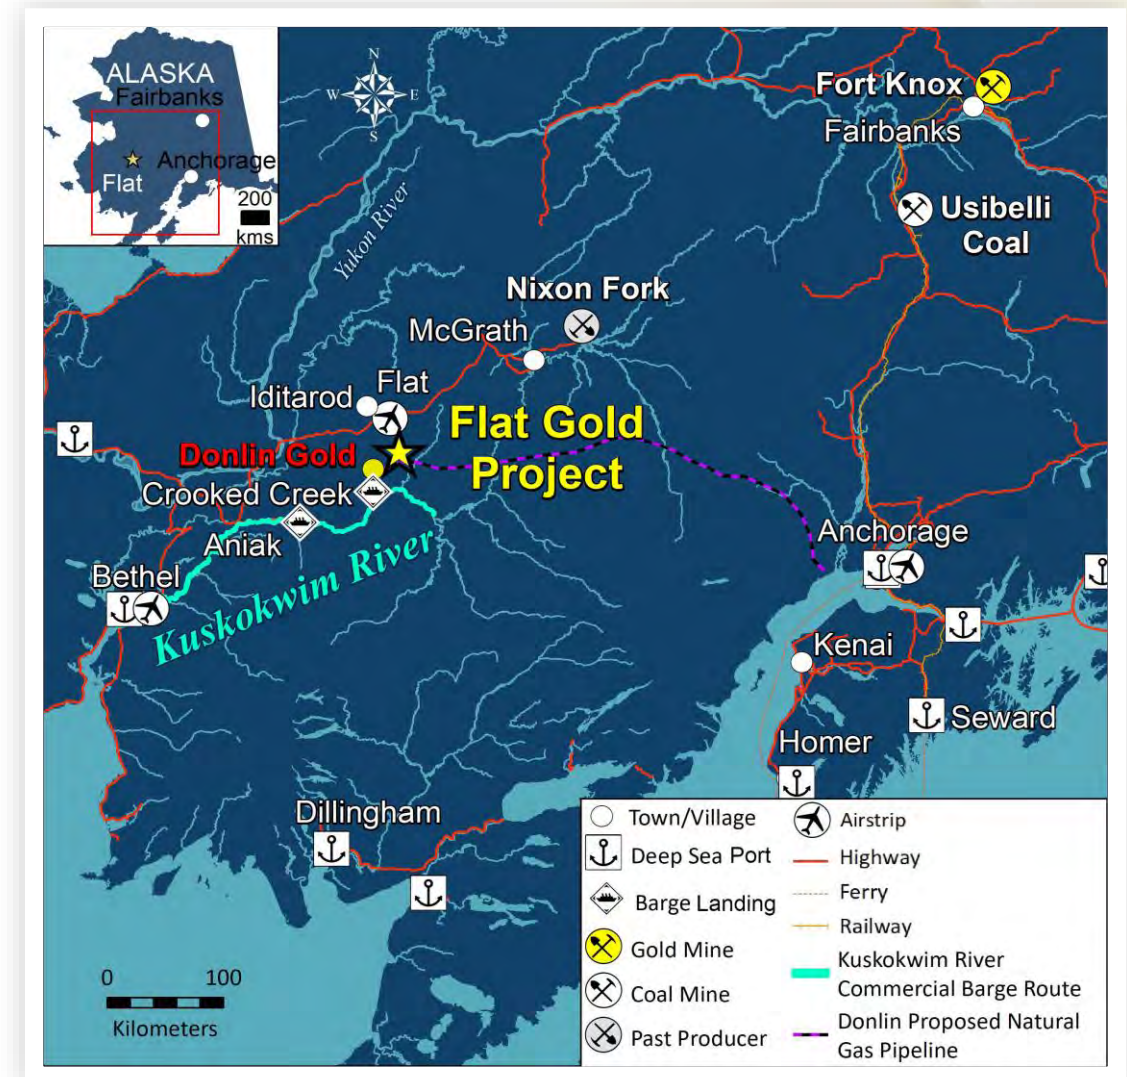 ALASKA
Fairbanks
Anchorage
Flat
200
kms
N
W
E
S
Yukon River
Fort Knox
Fairbanks
Usibelli
Coal
Nixon Fork
McGrath
Flat
Iditarod
Flat Gold
Project
Donlin Gold
Crooked Creek
Aniak
Kuskokwim River
Bethel
Anchorage
Kenai
Seward
Homer
Dillingham
0 100
Kilometers
Town/Village
Deep Sea Port
Barge Landing
Gold Mine
Coal Mine
Past Producer
Airstrip
Highway
Ferry
Railway
Kuskokwim River
Commercial Barge Route
Donlin Proposed Natural
Gas Pipeline